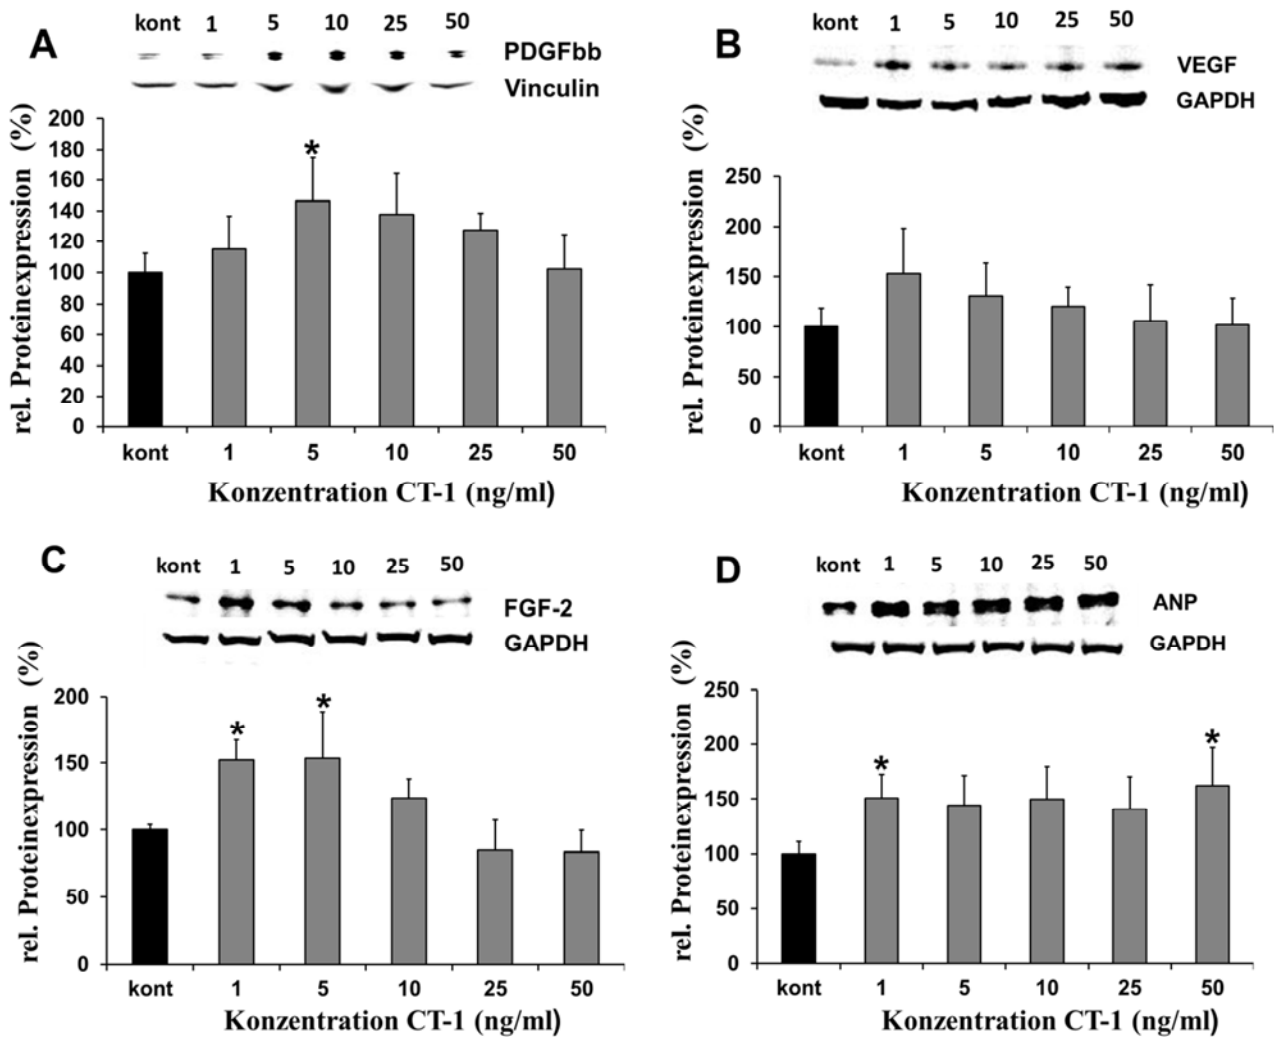 A
kont 1 5 10 25 50
PDGFbb
Vinculin
rel. Proteinexpression (%)
200
180
160
140
120
100
80
60
40
20
0
*
kont 1 5 10 25 50
Konzentration CT-1 (ng/ml)
B
kont 1 5 10 25 50
VEGF
GAPDH
rel. Proteinexpression (%)
250
200
150
100
50
0
kont 1 5 10 25 50
Konzentration CT-1 (ng/ml)
C
kont 1 5 10 25 50
FGF-2
GAPDH
rel. Proteinexpression (%)
200
150
100
50
0
* *
kont 1 5 10 25 50
Konzentration CT-1 (ng/ml)
D
kont 1 5 10 25 50
ANP
GAPDH
rel. Proteinexpression (%)
250
200
150
100
50
0
* *
kont 1 5 10 25 50
Konzentration CT-1 (ng/ml)